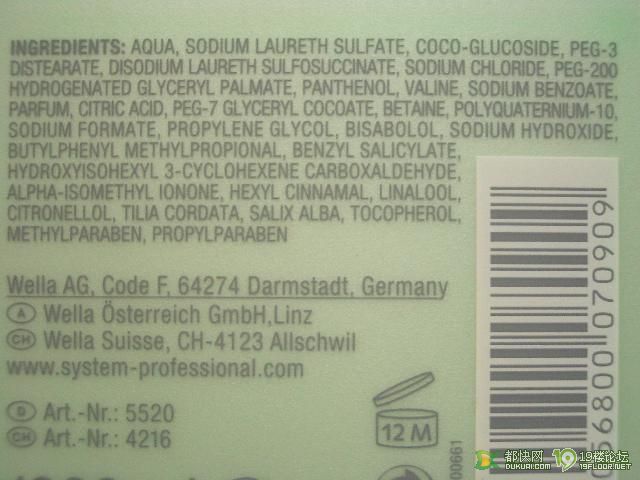 INGREDIENTS: AQUA, SODIUM LAURETH SULFATE, COCO-GLUCOSIDE, PEG-3
DISTEARATE, DISODIUM LAURETH SULFOSUCCINATE, SODIUM CHLORIDE, PEG-200
HYDROGENATED GLYCERYL PALMATE, PANTHENOL, VALINE, SODIUM BENZOATE,
PARFUM, CITRIC ACID, PEG-7 GLYCERYL COCOATE, BETAINE, POLYQUATERNIUM-10,
SODIUM FORMATE, PROPYLENE GLYCOL, BISABOLOL, SODIUM HYDROXIDE,
BUTYLPHENYL METHYLPROPIONAL, BENZYL SALICYLATE,
HYDROXYISOHEXYL 3-CYCLOHEXENE CARBOXALDEHYDE,
ALPHA-ISOMETHYL IONONE, HEXYL CINNAMAL, LINALOOL,
CITRONELLOL, TILIA CORDATA, SALIX ALBA, TOCOPHEROL,
METHYLPARABEN, PROPYLPARABEN
Wella AG, Code F, 64274 Darmstadt, Germany
A Wella Österreich GmbH,Linz
CH Wella Suisse, CH-4123 Allschwil
www.system-professional.com
D Art.-Nr.: 5520
CH Art.-Nr.: 4216
12 M
00661
56800 070909
都快网
DUKUAI.COM
19楼论坛
19FLOOR.NET